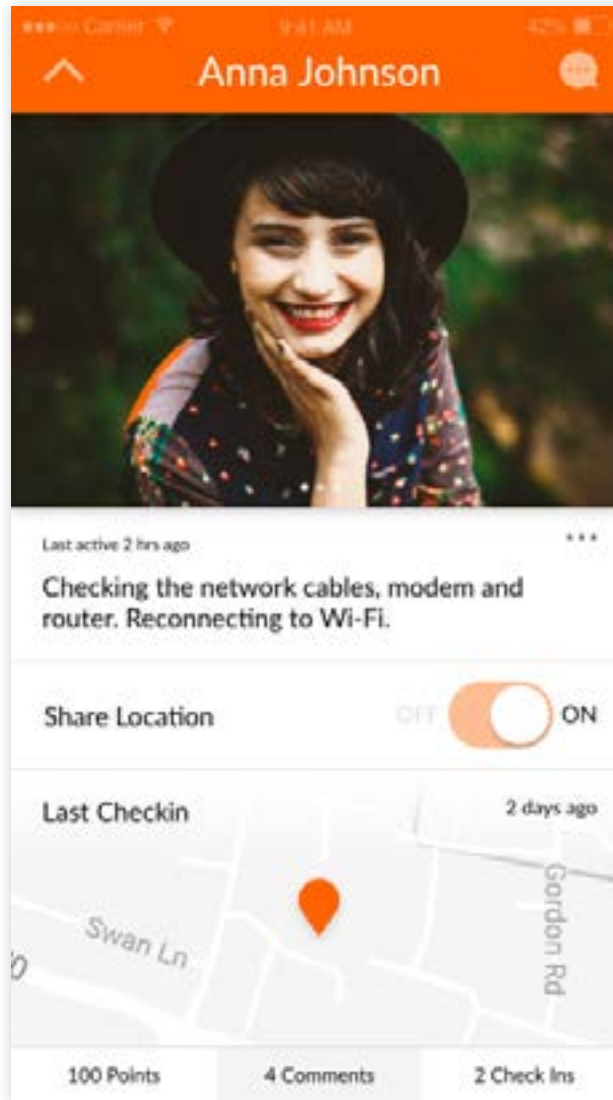 Carrier
9:41 AM
42%
Anna Johnson
Last active 2 hrs ago
Checking the network cables, modem and
router. Reconnecting to Wi-Fi.
Share Location
OFF
ON
Last Checkin
2 days ago
Swan Ln
Gordon Rd
100 Points
4 Comments
2 Check Ins